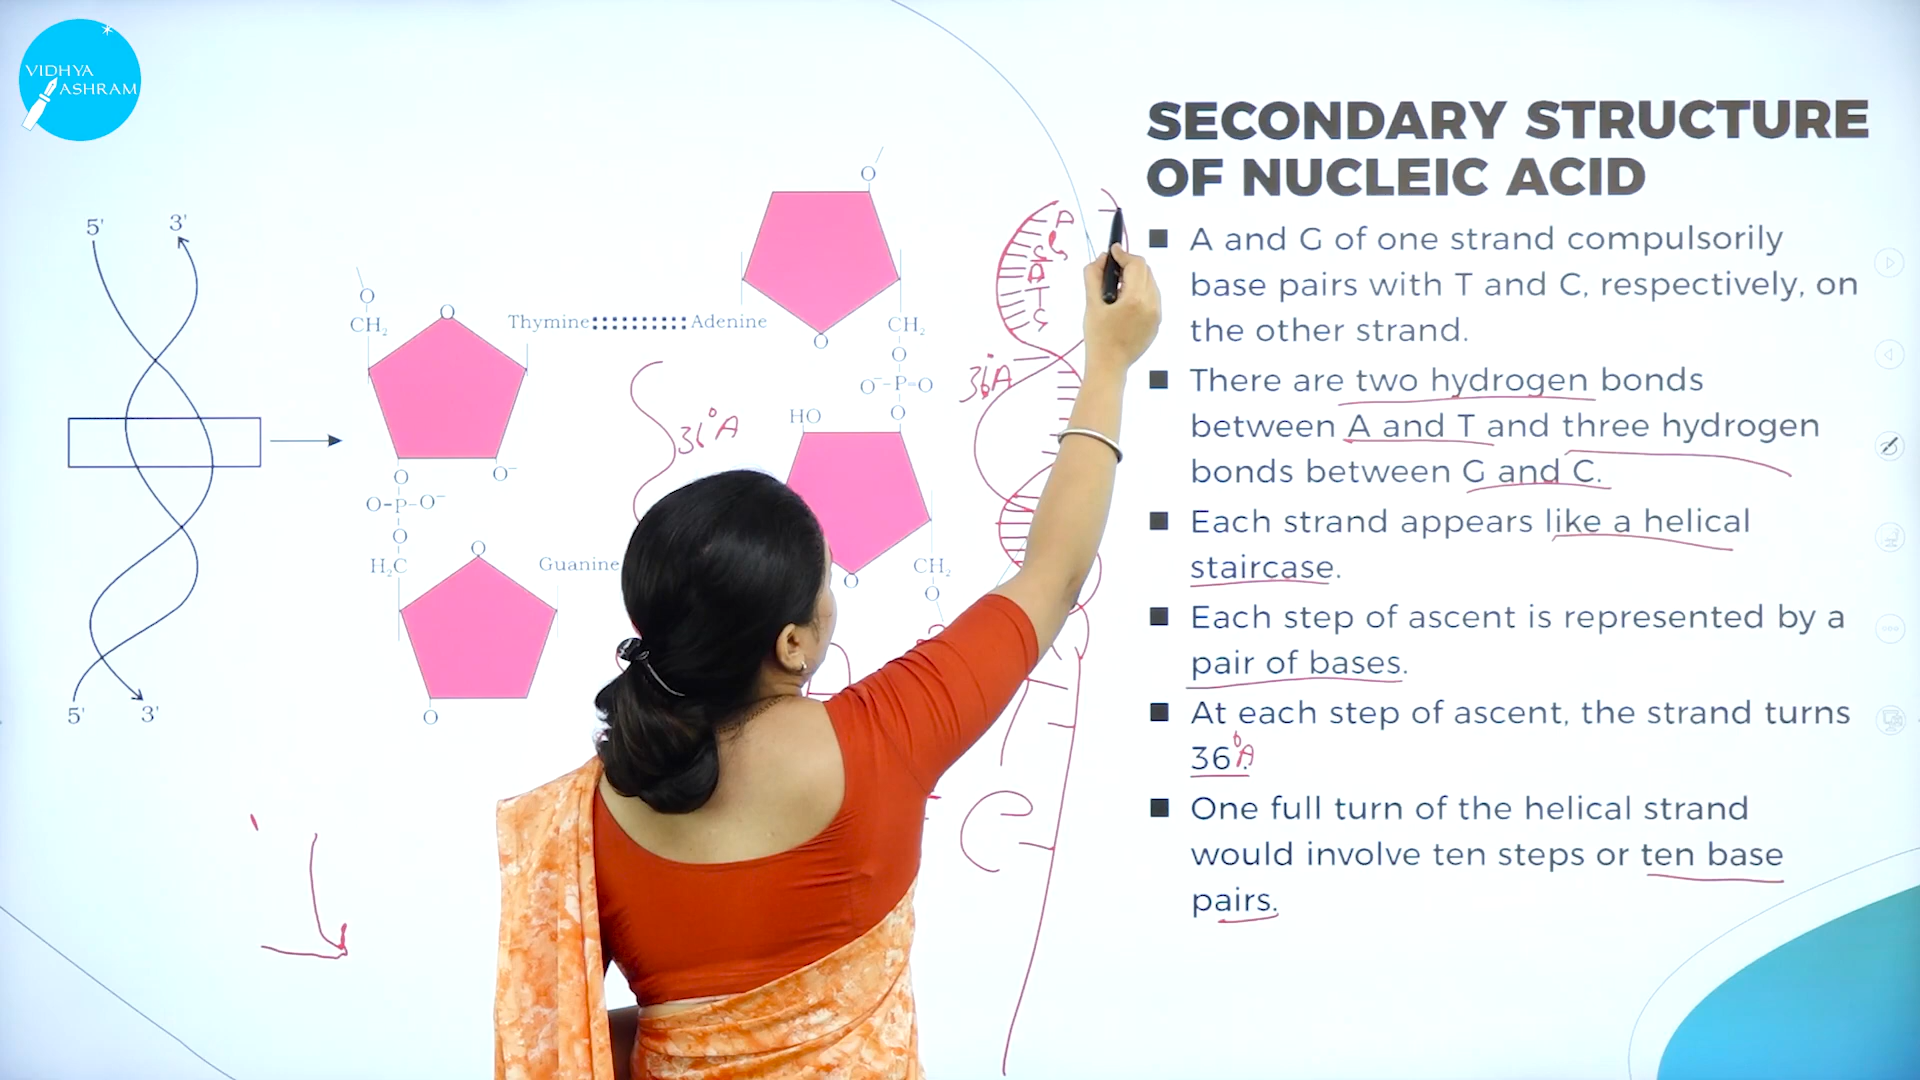 VIDHYA
ASHRAM
SECONDARY STRUCTURE
OF NUCLEIC ACID
A and G of one strand compulsorily
base pairs with T and C, respectively, on
the other strand.
There are two hydrogen bonds
between A and T and three hydrogen
bonds between G and C.
Each strand appears like a helical
staircase.
Each step of ascent is represented by a
pair of bases.
At each step of ascent, the strand turns
36°A
One full turn of the helical strand
would involve ten steps or ten base
pairs.
5' 3'
5' 3'
O
CH₂
O
Thymine Adenine
O
O
CH₂
O
O⁻-P=O
O
HO
O
O⁻
O-P-O⁻
O
H₂C
O
Guanine
O
O
CH₂
O
36°A
36°A
A
T
C